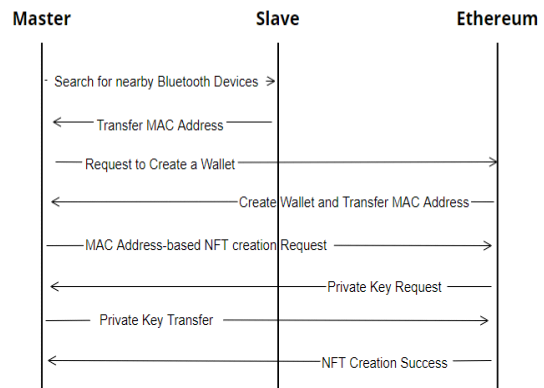 Master Slave Ethereum
Search for nearby Bluetooth Devices
Transfer MAC Address
Request to Create a Wallet
Create Wallet and Transfer MAC Address
MAC Address-based NFT creation Request
Private Key Request
Private Key Transfer
NFT Creation Success